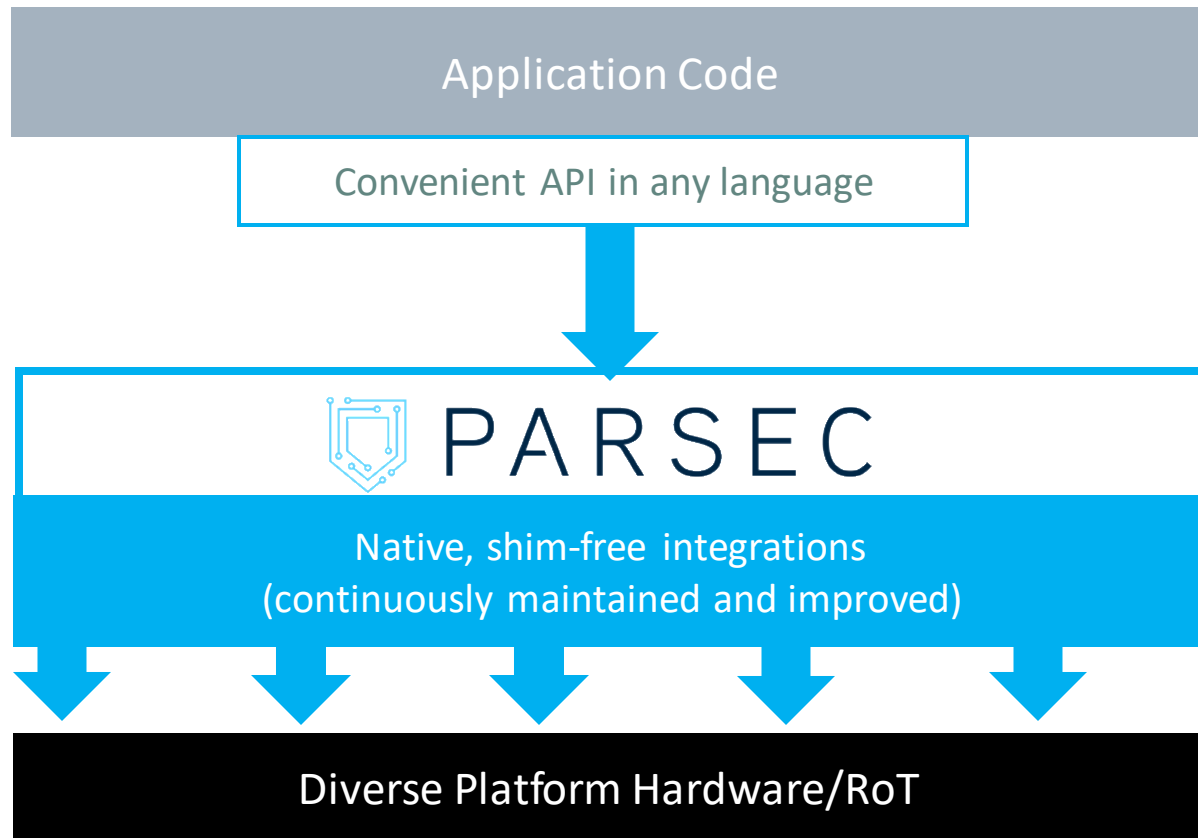 Application Code
Convenient API in any language
PARSEC
Native, shim-free integrations
(continuously maintained and improved)
Diverse Platform Hardware/RoT